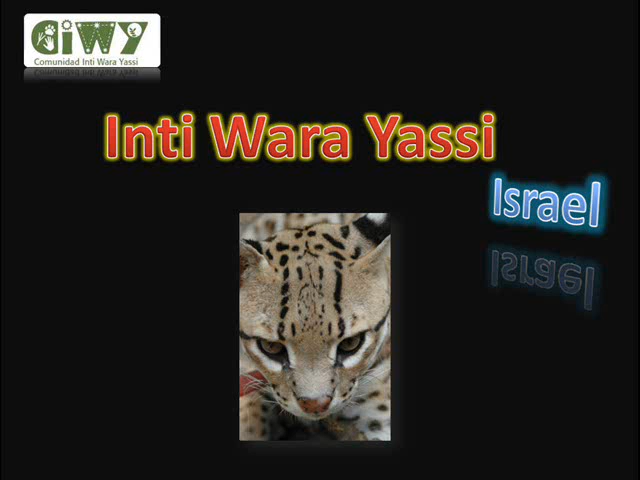 CIWY
Comunidad Inti Wara Yassi
Inti Wara Yassi
Israel